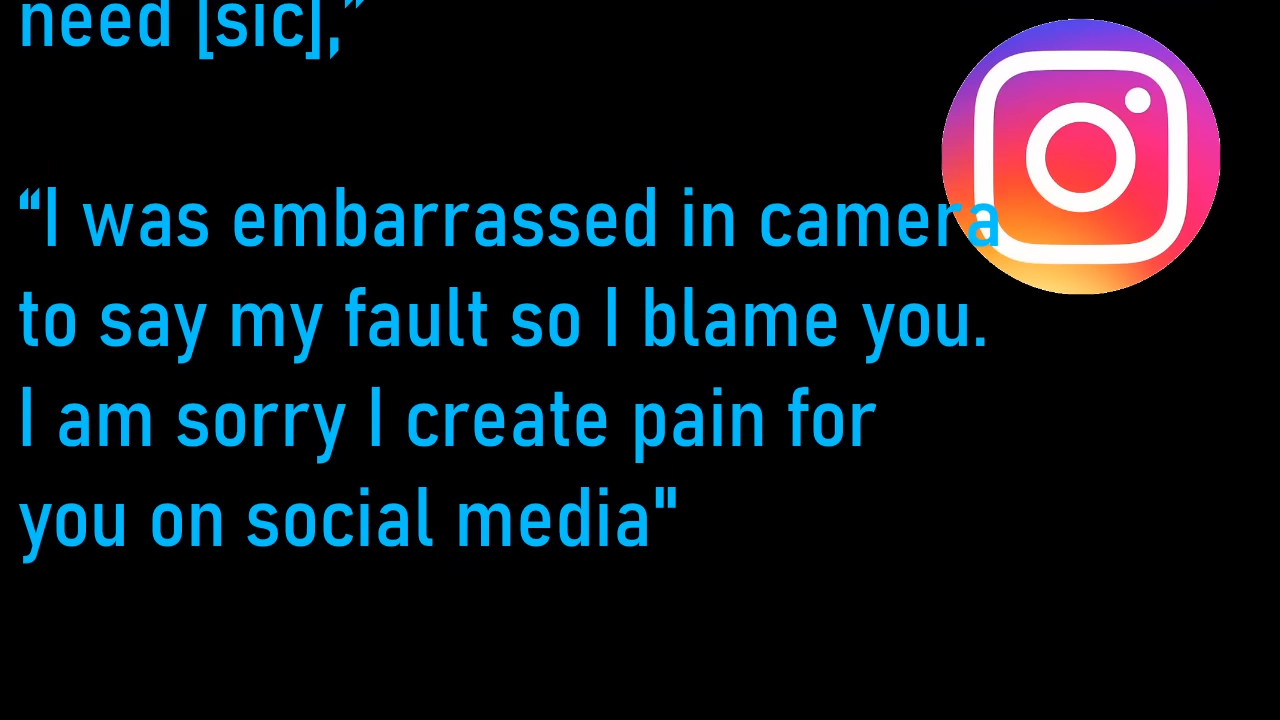 need [sic],”
“I was embarrassed in camera
to say my fault so I blame you.
I am sorry I create pain for
you on social media"